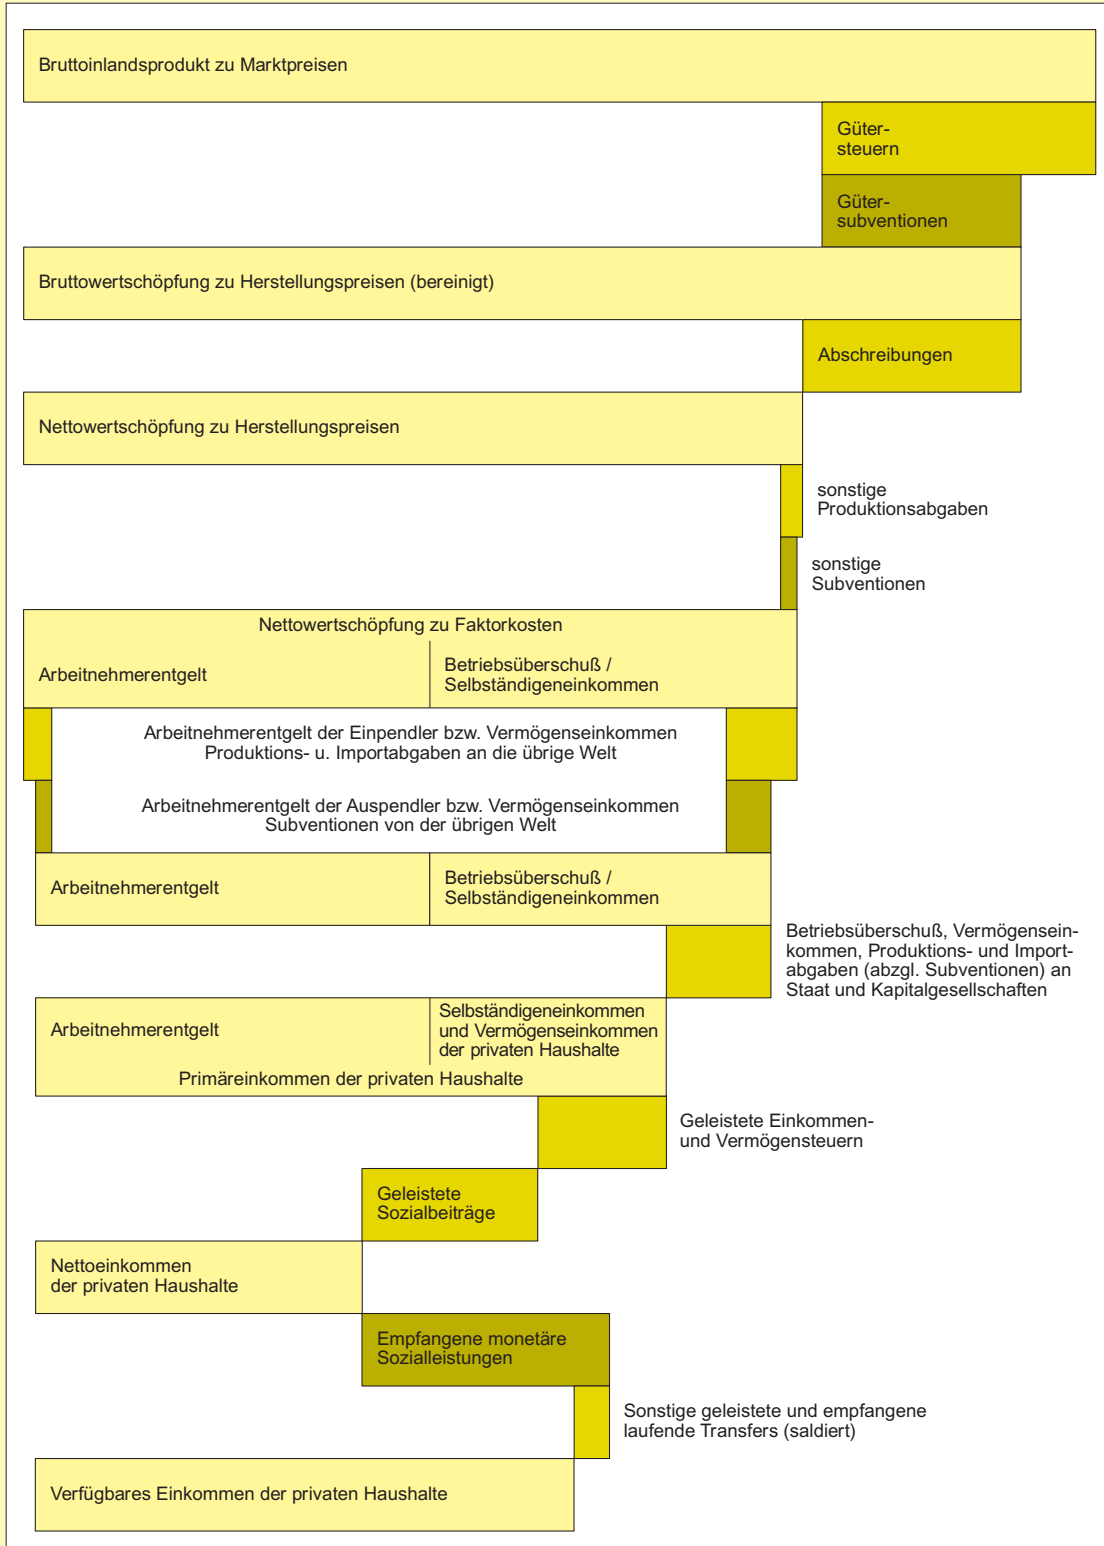 Bruttoinlandsprodukt zu Marktpreisen
Güter-
steuern
Güter-
subventionen
Bruttowertschöpfung zu Herstellungspreisen (bereinigt)
Abschreibungen
Nettowertschöpfung zu Herstellungspreisen
sonstige
Produktionsabgaben
sonstige
Subventionen
Nettowertschöpfung zu Faktorkosten
Arbeitnehmerentgelt
Betriebsüberschuß /
Selbständigeneinkommen
Arbeitnehmerentgelt der Einpendler bzw. Vermögenseinkommen
Produktions- u. Importabgaben an die übrige Welt
Arbeitnehmerentgelt der Auspendler bzw. Vermögenseinkommen
Subventionen von der übrigen Welt
Arbeitnehmerentgelt
Betriebsüberschuß /
Selbständigeneinkommen
Betriebsüberschuß, Vermögensein-
kommen, Produktions- und Import-
abgaben (abzgl. Subventionen) an
Staat und Kapitalgesellschaften
Arbeitnehmerentgelt
Selbständigeneinkommen
und Vermögenseinkommen
der privaten Haushalte
Primäreinkommen der privaten Haushalte
Geleistete Einkommen-
und Vermögensteuern
Geleistete
Sozialbeiträge
Nettoeinkommen
der privaten Haushalte
Empfangene monetäre
Sozialleistungen
Sonstige geleistete und empfangene
laufende Transfers (saldiert)
Verfügbares Einkommen der privaten Haushalte